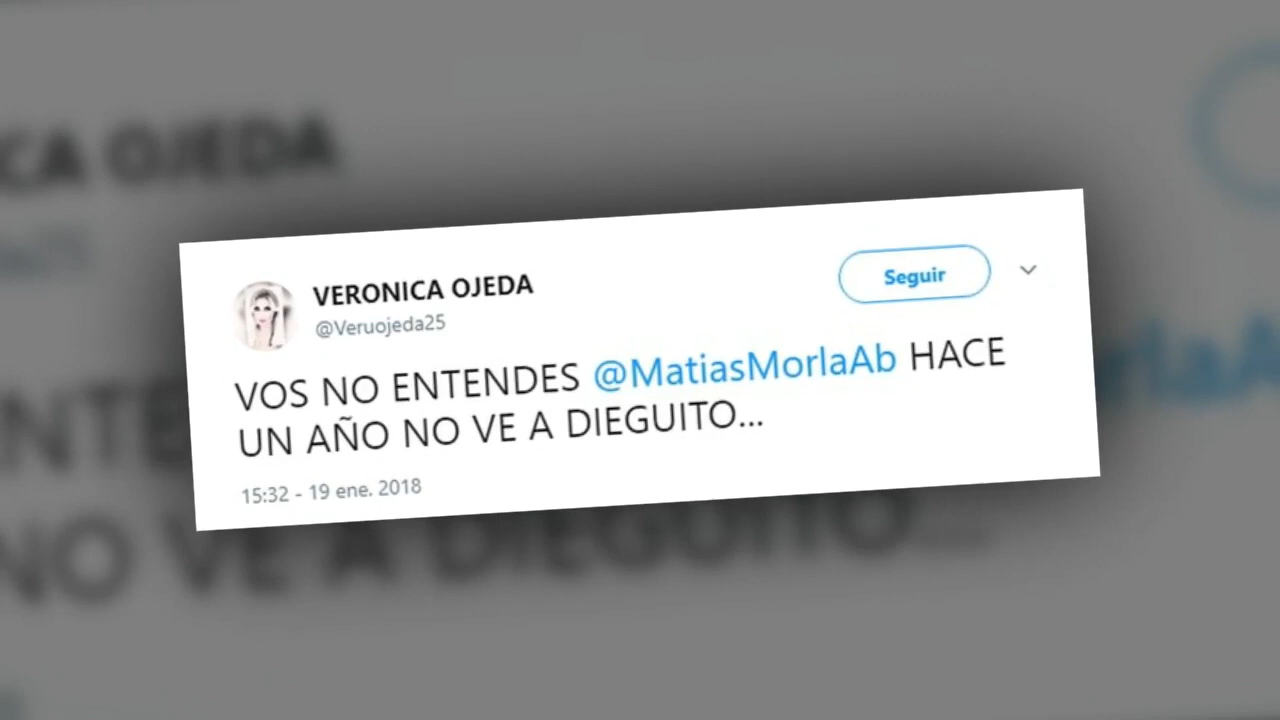 VERONICA OJEDA
@Veruojeda25
Seguir
VOS NO ENTENDES @MatiasMorlaAb HACE
UN AÑO NO VE A DIEGUITO...
15:32 - 19 ene. 2018